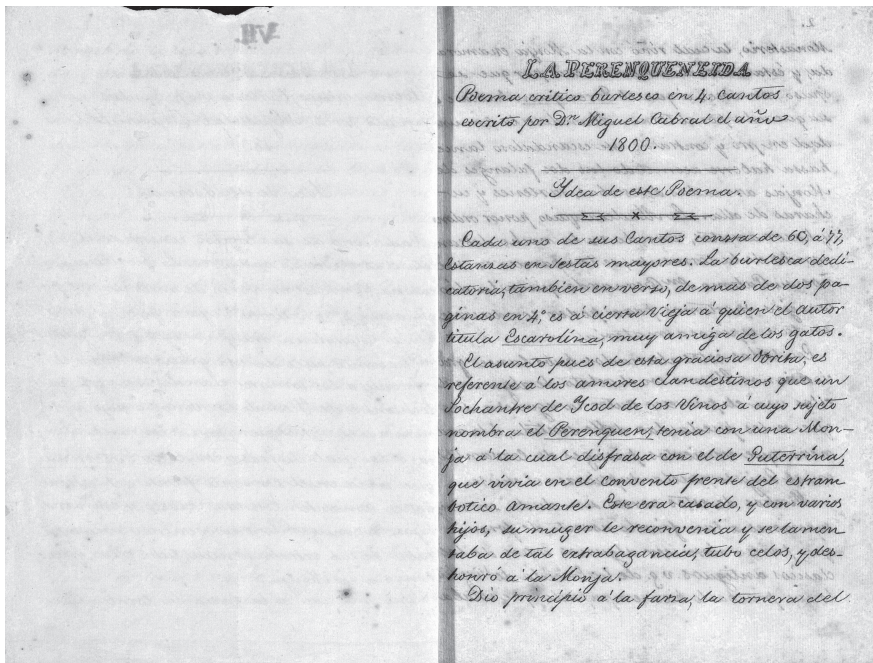 VII.
LA PERENQUENEIDA
Poema critico burlesco en 4 Cantos
escrito por Dn Miguel Cabral el año
1800.
Ydea de este Poema.
Cada uno de sus Cantos consta de 60, á 77,
Estanzas en sestas mayores. La burlesca dedi-
catoria, tambien en verso, de mas de dos pa-
ginas en 4º, es á cierta Vieja á quien el Autor
titula Escarolina, muy amiga de los gatos.
El asunto pues de esta graciosa Obrita, es
referente á los amores clandestinos que un
Sochantre de Ycod de los Vinos á cuyo sujeto
nombra el Perenquen, tenia con una Mon-
ja á la cual disfrasa con el de Puterrina,
que vivia en el convento frente del estram
botico amante. Este era casado, y con varios
hijos, su muger le reconvenia y se lamen
taba de tal extrabagancia, tubo celos, y des-
honró á la Monja.
Dio principio á la farsa, la tornera del